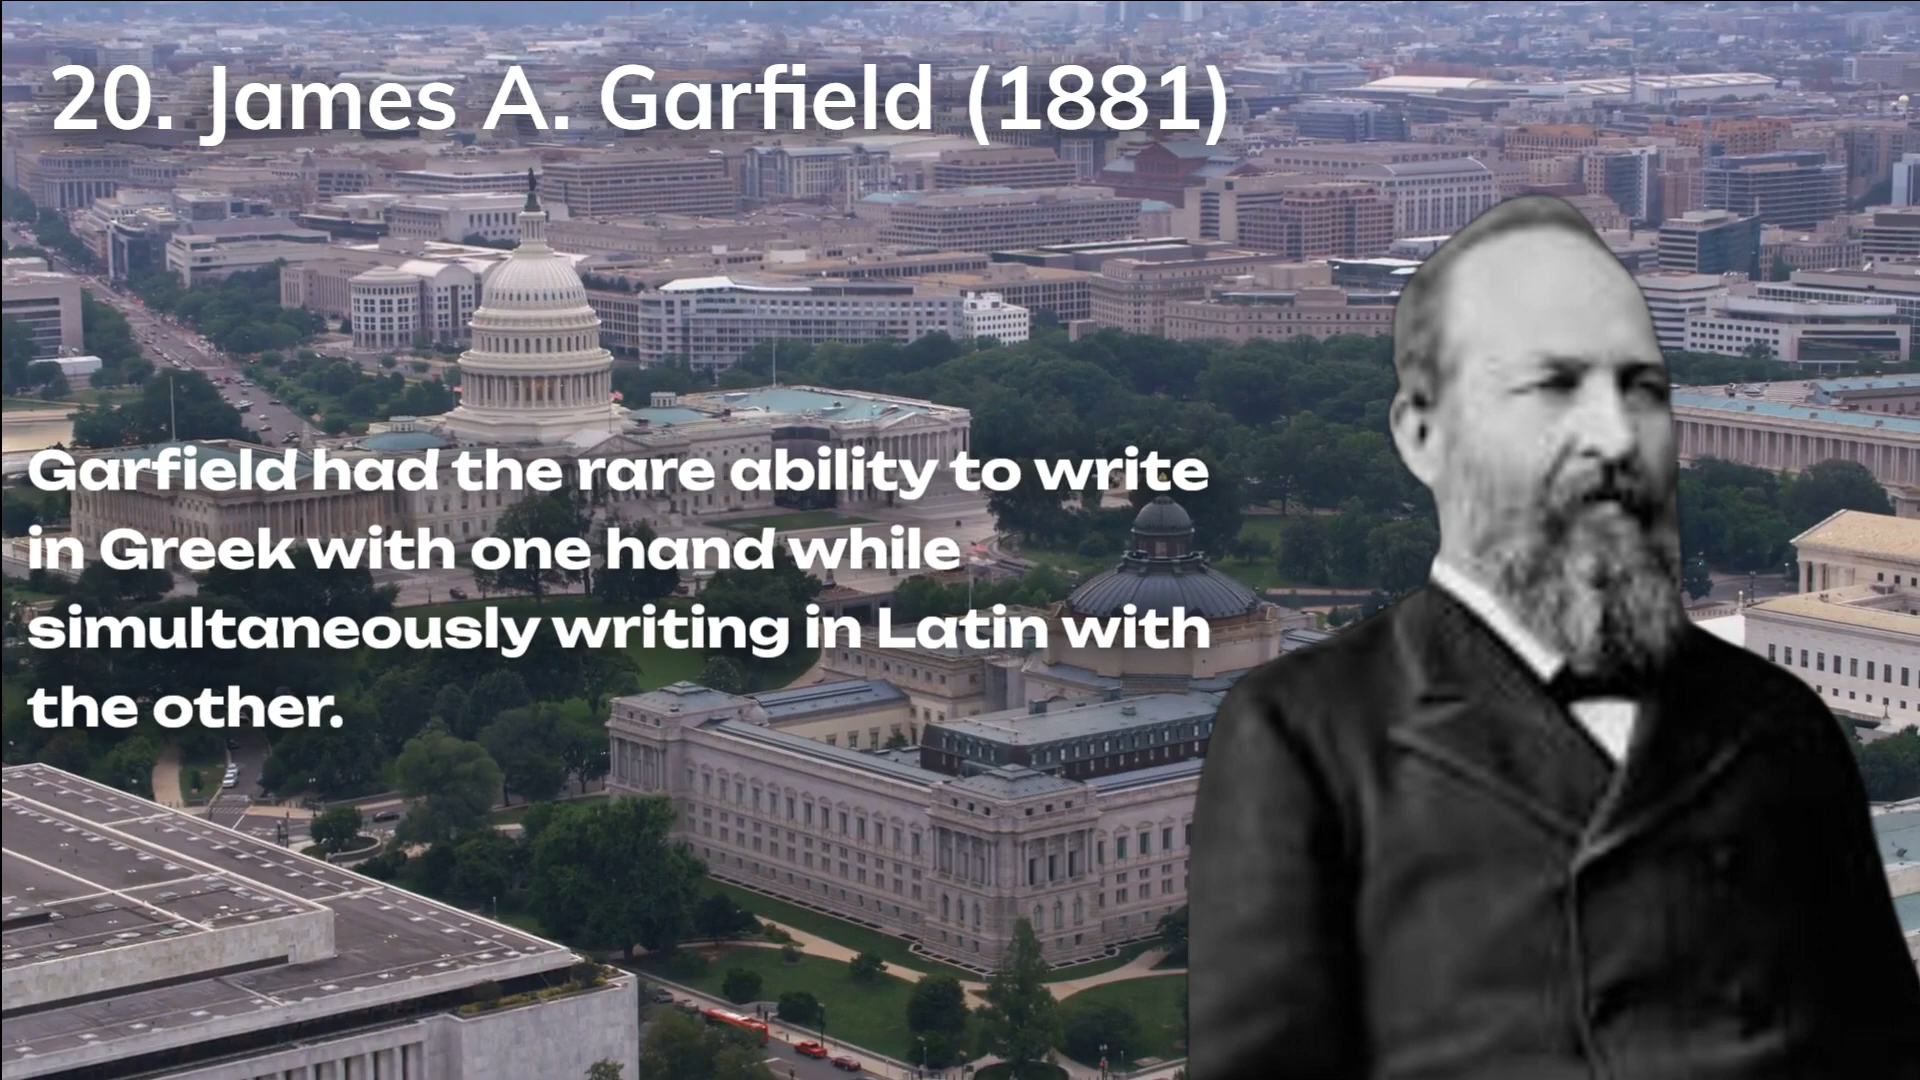 20. James A. Garfield (1881)
Garfield had the rare ability to write
in Greek with one hand while
simultaneously writing in Latin with
the other.